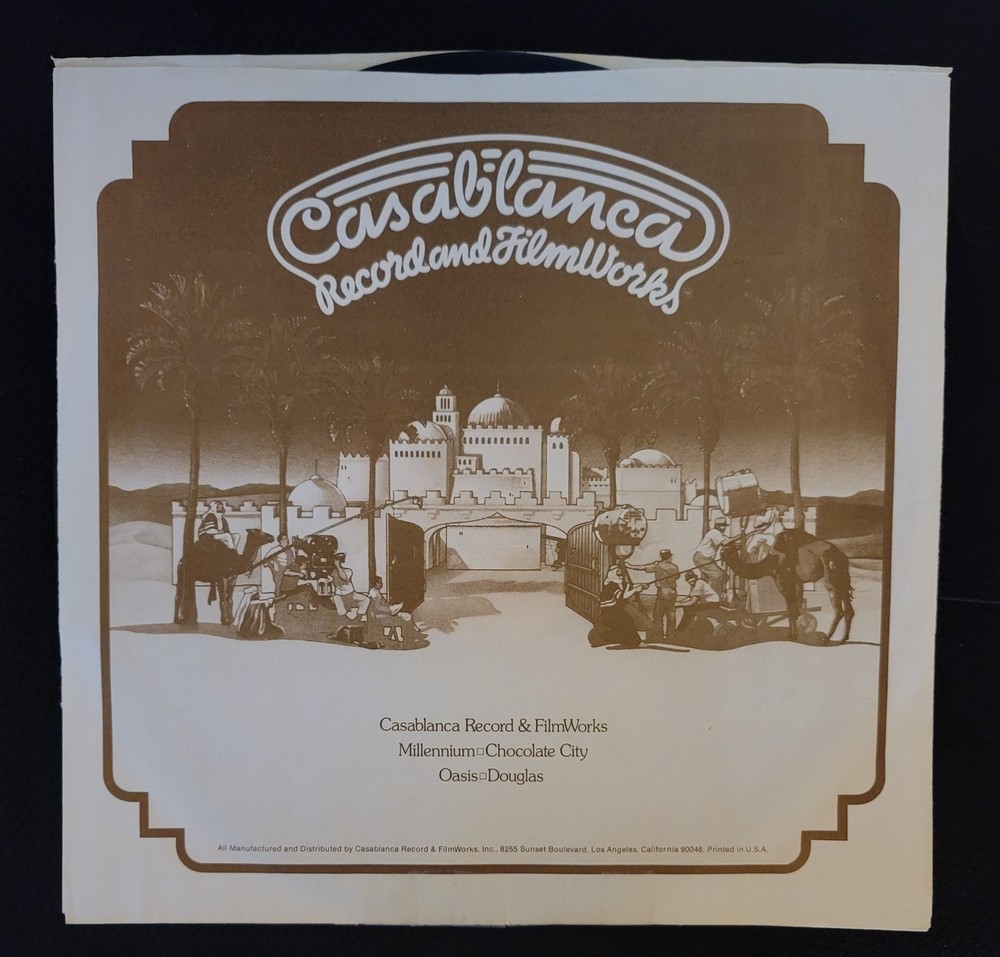 Casablanca
Record and FilmWorks
Casablanca Record & FilmWorks
Millennium□Chocolate City
Oasis□Douglas
All Manufactured and Distributed by Casablanca Record & FilmWorks, Inc., 8255 Sunset Boulevard, Los Angeles, California 90046. Printed in U.S.A.